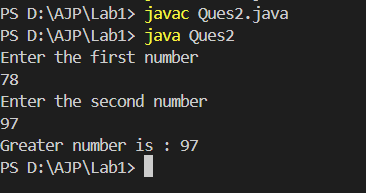 PS D:\AJP\Lab1> javac Ques2.java
PS D:\AJP\Lab1> java Ques2
Enter the first number
78
Enter the second number
97
Greater number is : 97
PS D:\AJP\Lab1>